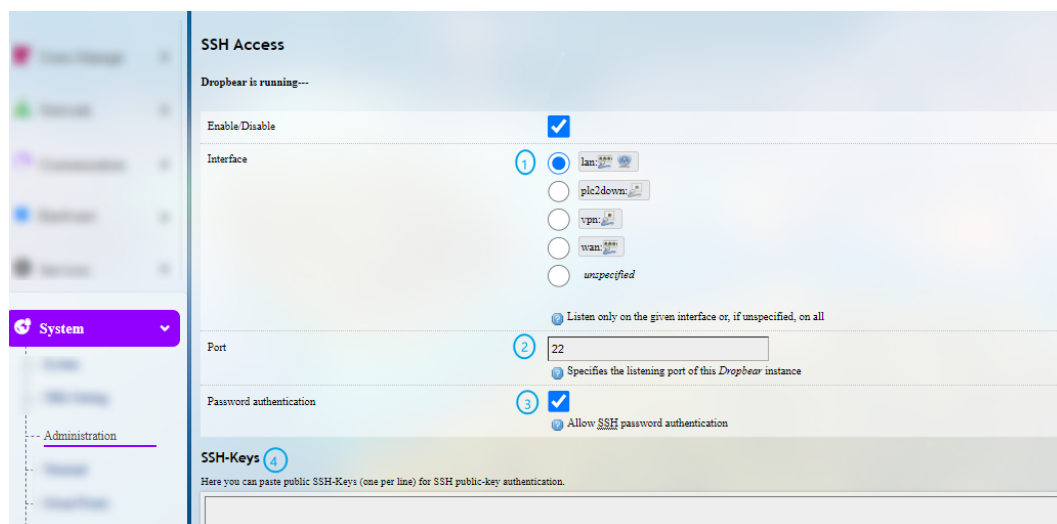 SSH Access
Dropbear is running---
Enable/Disable
Interface
1
lan:
plc2down:
vpn:
wan:
unspecified
Listen only on the given interface or, if unspecified, on all
System
Port
2
22
Specifies the listening port of this Dropbear instance
Password authentication
3
Allow SSH password authentication
Administration
SSH-Keys 4
Here you can paste public SSH-Keys (one per line) for SSH public-key authentication.